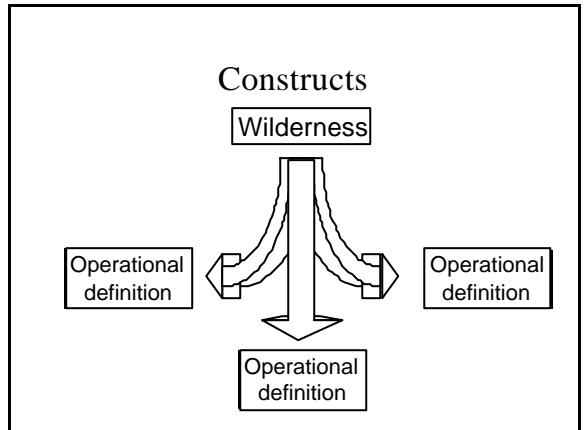 Constructs
Wilderness
Operational
definition
Operational
definition
Operational
definition